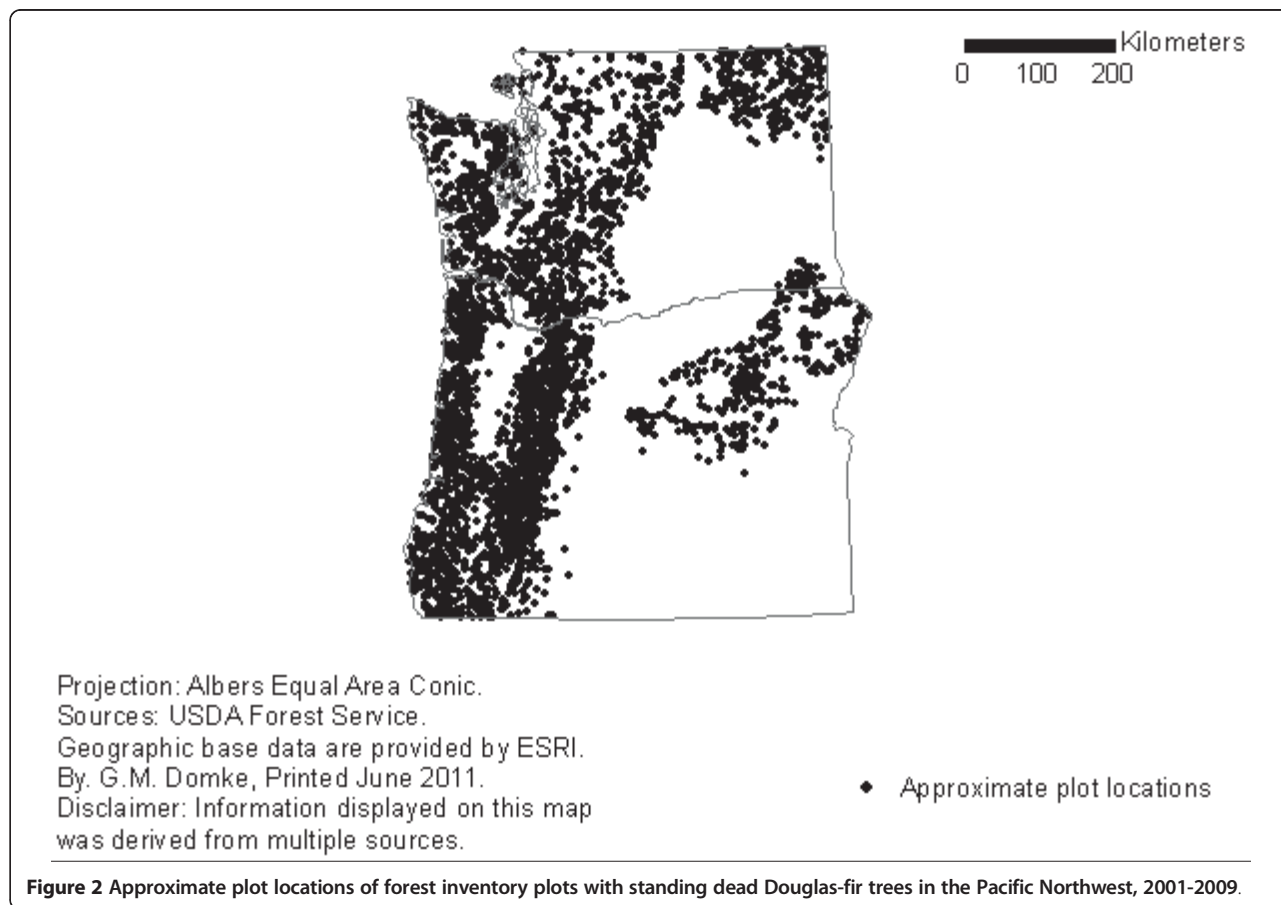 Kilometers
0 100 200
Projection: Albers Equal Area Conic.
Sources: USDA Forest Service.
Geographic base data are provided by ESRI.
By. G.M. Domke, Printed June 2011.
Disclaimer: Information displayed on this map
was derived from multiple sources.
Approximate plot locations
Figure 2 Approximate plot locations of forest inventory plots with standing dead Douglas-fir trees in the Pacific Northwest, 2001-2009.